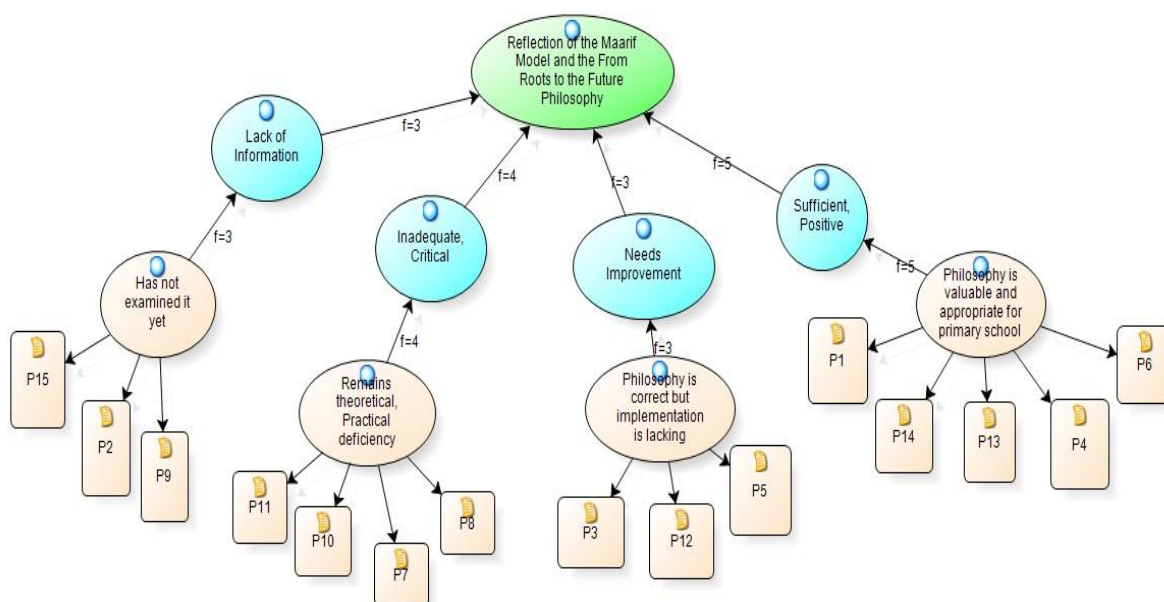 Reflection of the Maarif
Model and the From
Roots to the Future
Philosophy
Lack of
Information
f=3
f=4
f=3
f=5
Sufficient,
Positive
Inadequate,
Critical
Needs
Improvement
f=3
f=5
Has not
examined it
yet
Philosophy is
valuable and
appropriate for
primary school
f=4
f=3
Remains
theoretical,
Practical
deficiency
Philosophy is
correct but
implementation
is lacking
P15
P2
P9
P11
P10
P7
P8
P3
P12
P5
P1
P14
P13
P4
P6